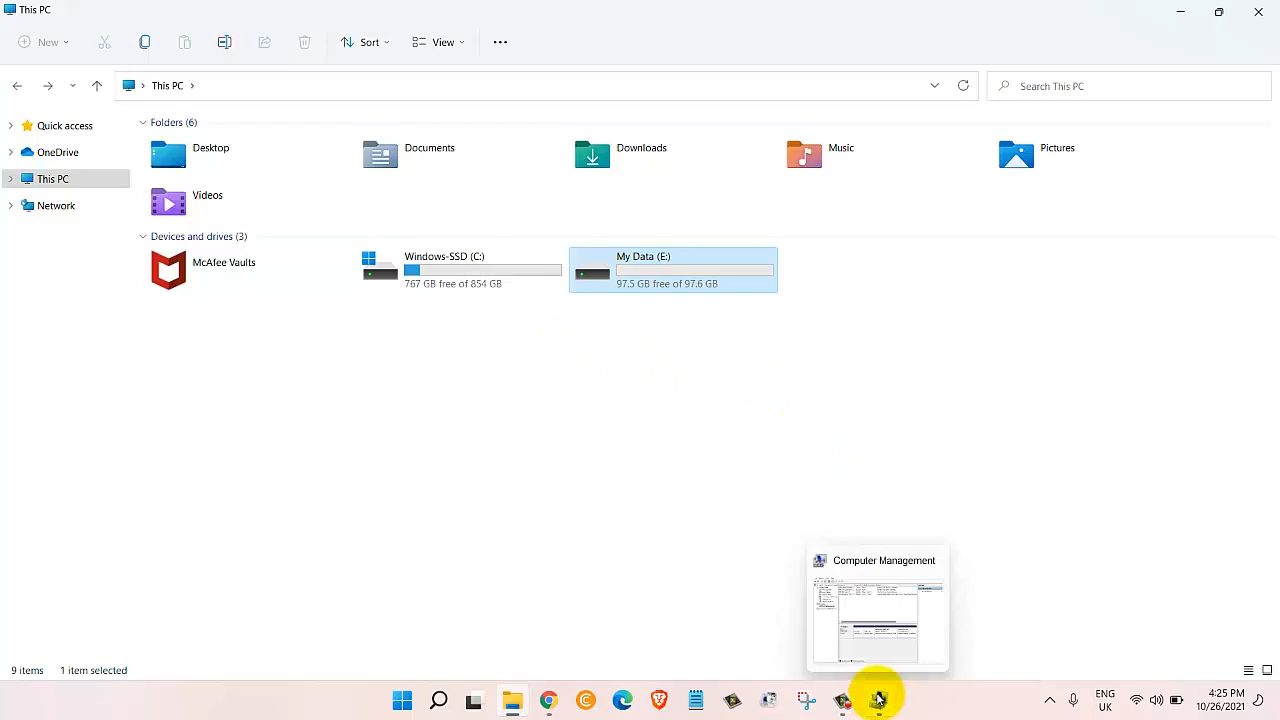 This PC
New
Sort
View
This PC
Search This PC
Quick access
OneDrive
This PC
Network
Folders (6)
Desktop
Documents
Downloads
Music
Pictures
Videos
Devices and drives (3)
McAfee Vaults
Windows-SSD (C:)
767 GB free of 854 GB
My Data (E:)
97.5 GB free of 97.6 GB
Computer Management
9 items
1 item selected
ENG
UK
4:25 PM
10/26/2021